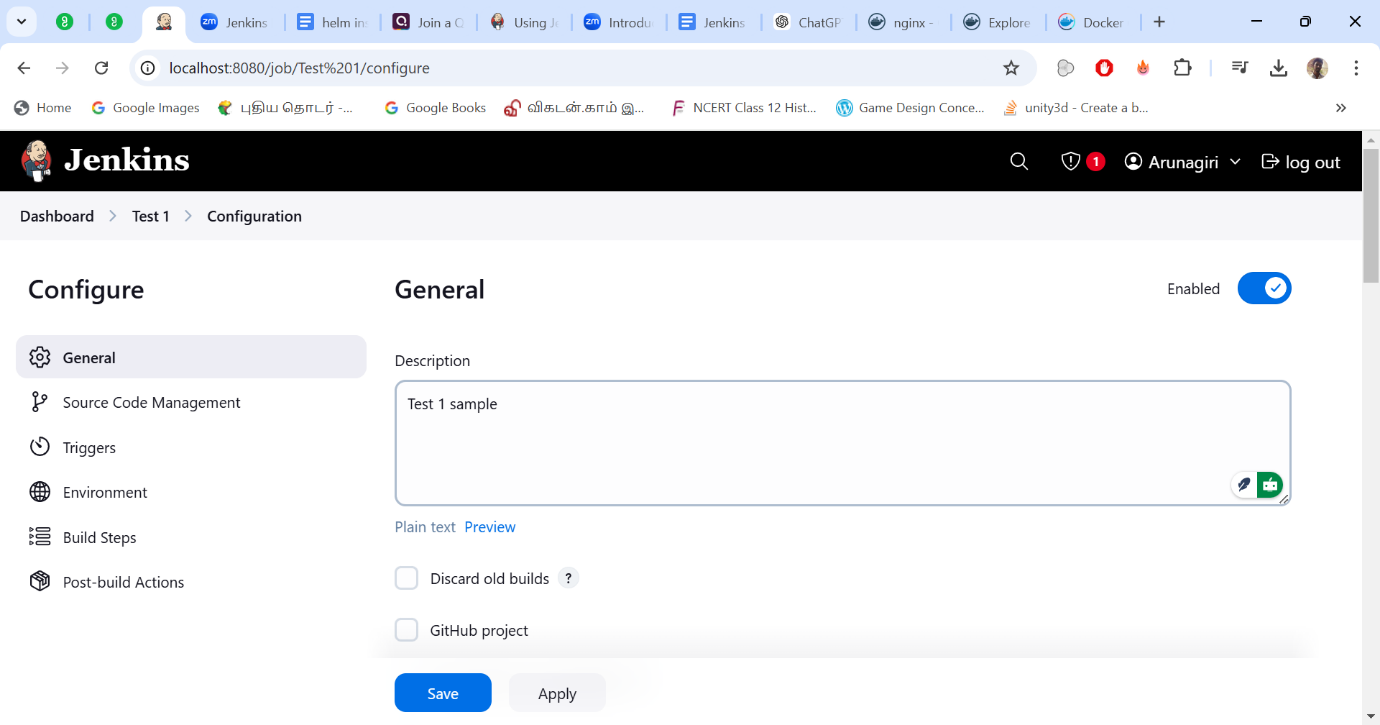 Jenkins
helm in
Join a Q
Using Je
Introdu
Jenkins
ChatGP
nginx -
Explore
Docker
localhost:8080/job/Test%201/configure
Home
Google Images
புதிய தொடர் -...
Google Books
விகடன்.காம் இ...
NCERT Class 12 Hist...
Game Design Conce...
unity3d - Create a b...
»
Jenkins
1
Arunagiri
log out
Dashboard > Test 1 > Configuration
Configure
General
Source Code Management
Triggers
Environment
Build Steps
Post-build Actions
General
Enabled
Description
Test 1 sample
Plain text Preview
Discard old builds ?
GitHub project
Save
Apply